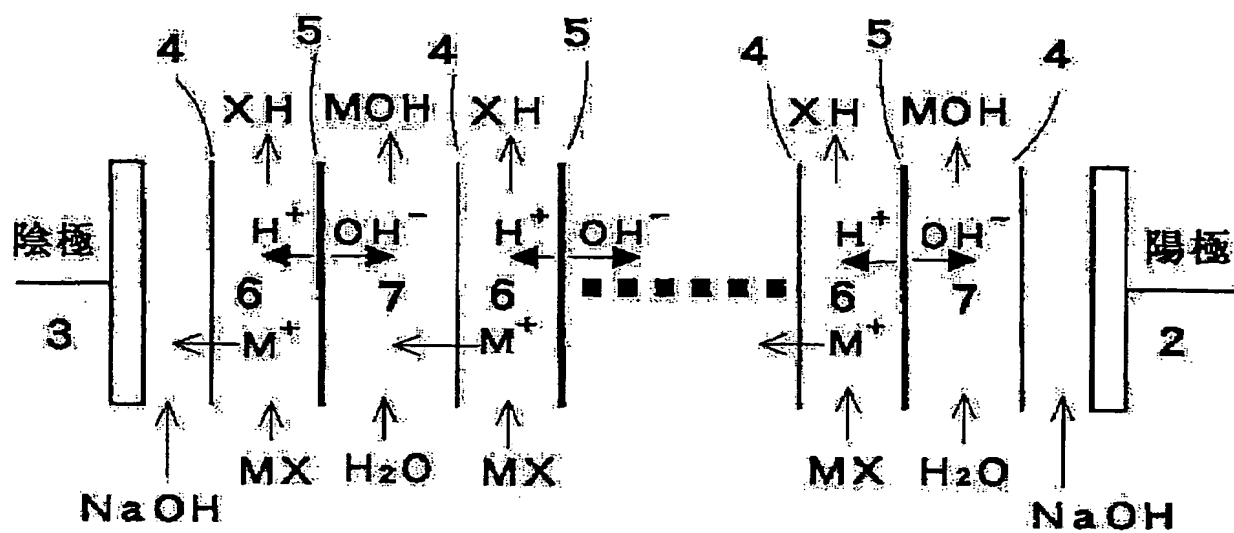 4 5 4 5 4 5 4
XH MOH XH XH MOH
H+ OH− H+ OH− H+ OH−
陰極 陽極
6 7 6 6 7
3 M+ M+ M+ 2
MX H2O MX MX H2O
NaOH NaOH